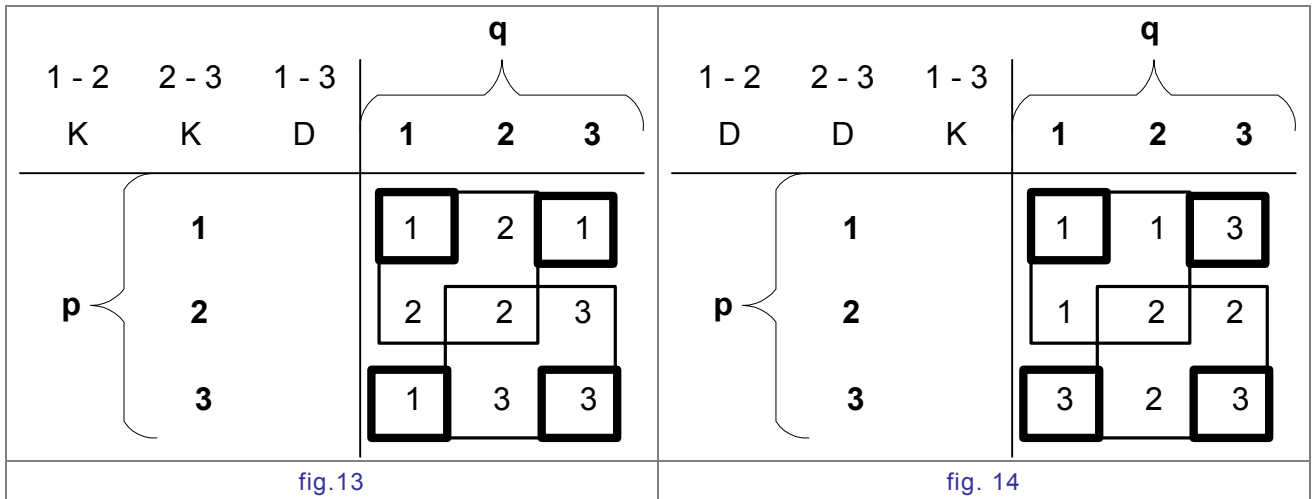 q
1 - 2 2 - 3 1 - 3
K K D 1 2 3
1 1 2 1
p 2 2 2 3
3 1 3 3
fig.13
q
1 - 2 2 - 3 1 - 3
D D K 1 2 3
1 1 1 3
p 2 1 2 2
3 3 2 3
fig. 14